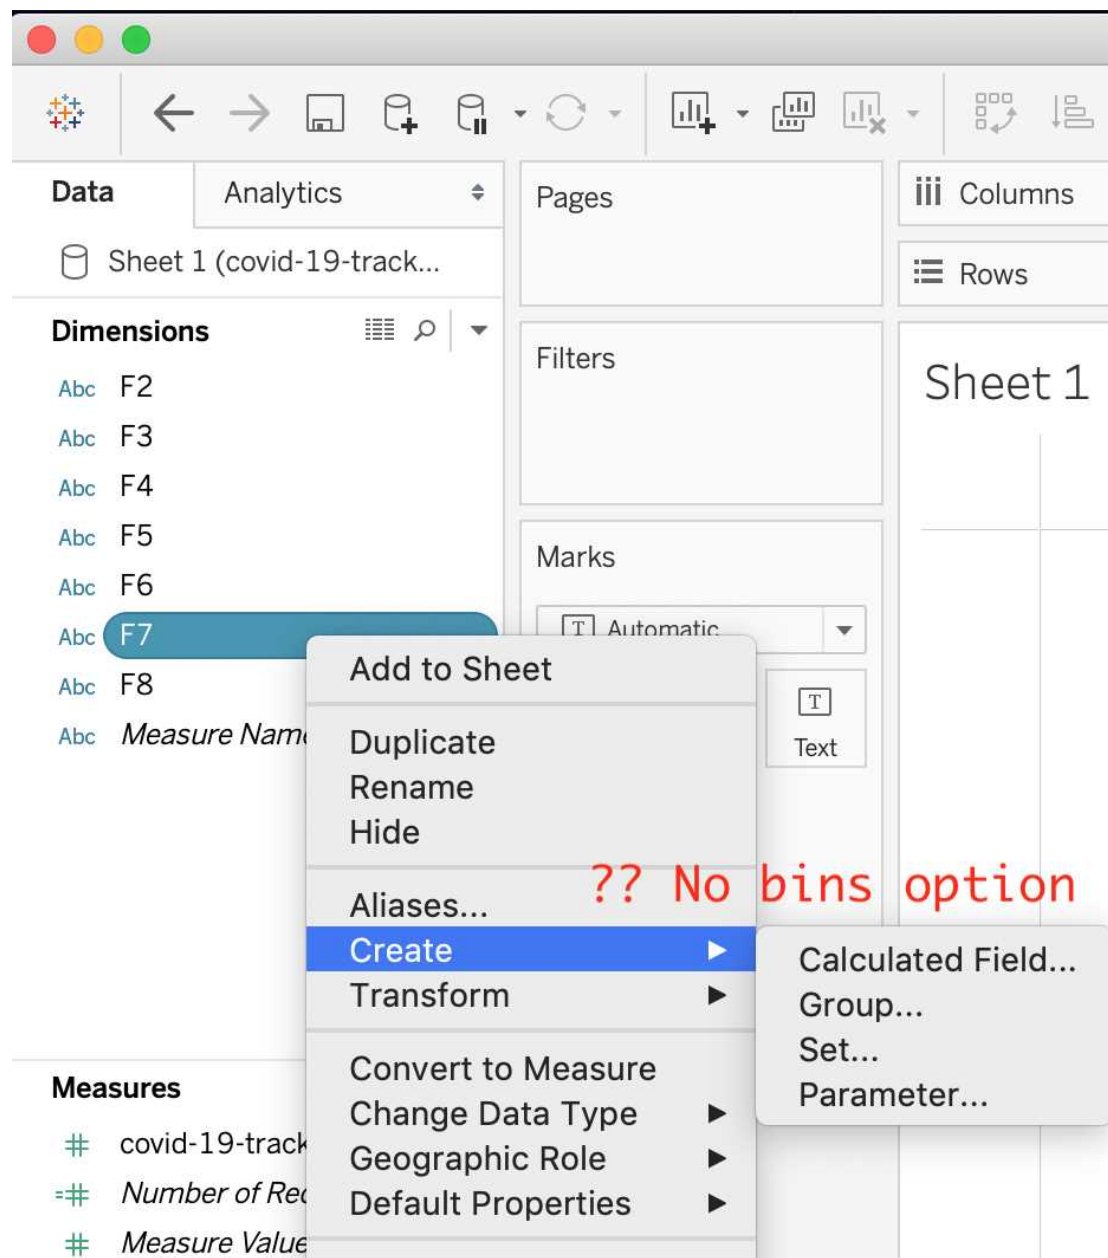 Data
Analytics
Sheet 1 (covid-19-track...
Dimensions
Abc F2
Abc F3
Abc F4
Abc F5
Abc F6
Abc F7
Abc F8
Abc Measure Nam
Measures
covid-19-track
Number of Rec
Measure Value
Pages
Filters
Marks
T Automatic
T
Text
Columns
Rows
Sheet 1
Add to Sheet
Duplicate
Rename
Hide
Aliases...
Create
Transform
Convert to Measure
Change Data Type
Geographic Role
Default Properties
?? No bins option
Calculated Field...
Group...
Set...
Parameter...